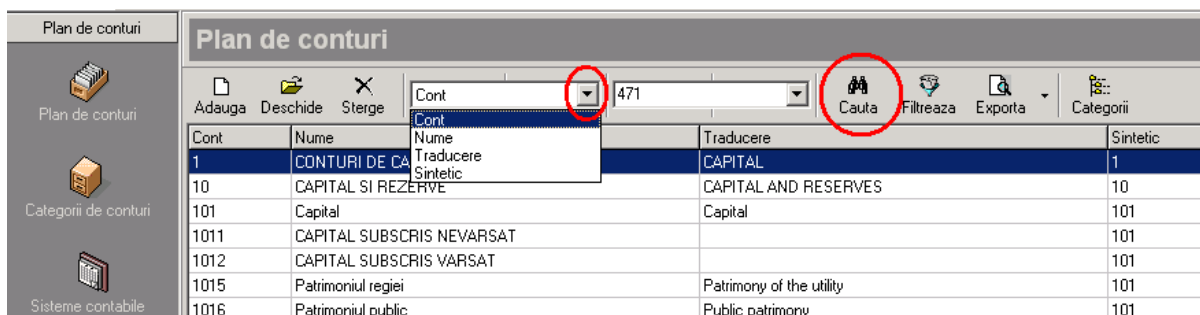 Plan de conturi
Plan de conturi
Categorii de conturi
Sisteme contabile
Plan de conturi
Adauga Deschide Sterge Cont 471 Cauta Filtreaza Exporta Categorii
Cont
Nume
Traducere
Sintetic
Cont Nume Traducere Sintetic
1 CONTURI DE CA CAPITAL 1
10 CAPITAL SI REZERVE CAPITAL AND RESERVES 10
101 Capital Capital 101
1011 CAPITAL SUBSCRIS NEVARSAT 101
1012 CAPITAL SUBSCRIS VARSAT 101
1015 Patrimoniul regiei Patrimony of the utility 101
1016 Patrimoniul public Public patrimony 101